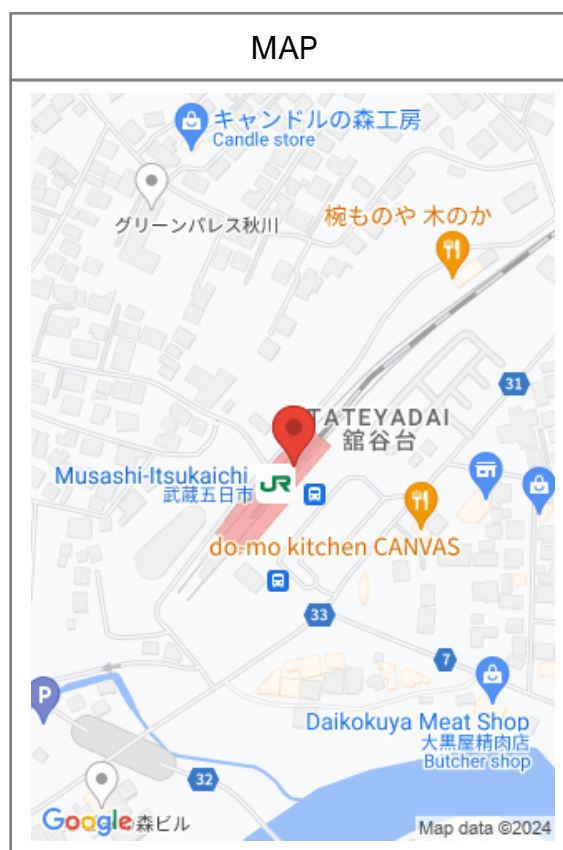 MAP
キャンドルの森工房
Candle store
グリーンパレス秋川
椀ものや 木のか
31
TATEYADAI
舘谷台
Musashi-Itsukaichi
武蔵五日市
JR
do-mo kitchen CANVAS
33
7
P
Daikokuya Meat Shop
大黒屋精肉店
Butcher shop
32
Google
森ビル
Map data ©2024